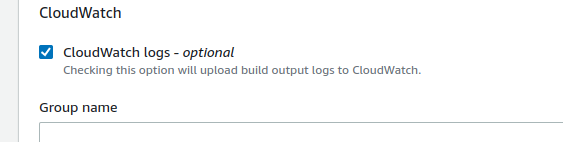 CloudWatch
CloudWatch logs - optional
Checking this option will upload build output logs to CloudWatch.
Group name